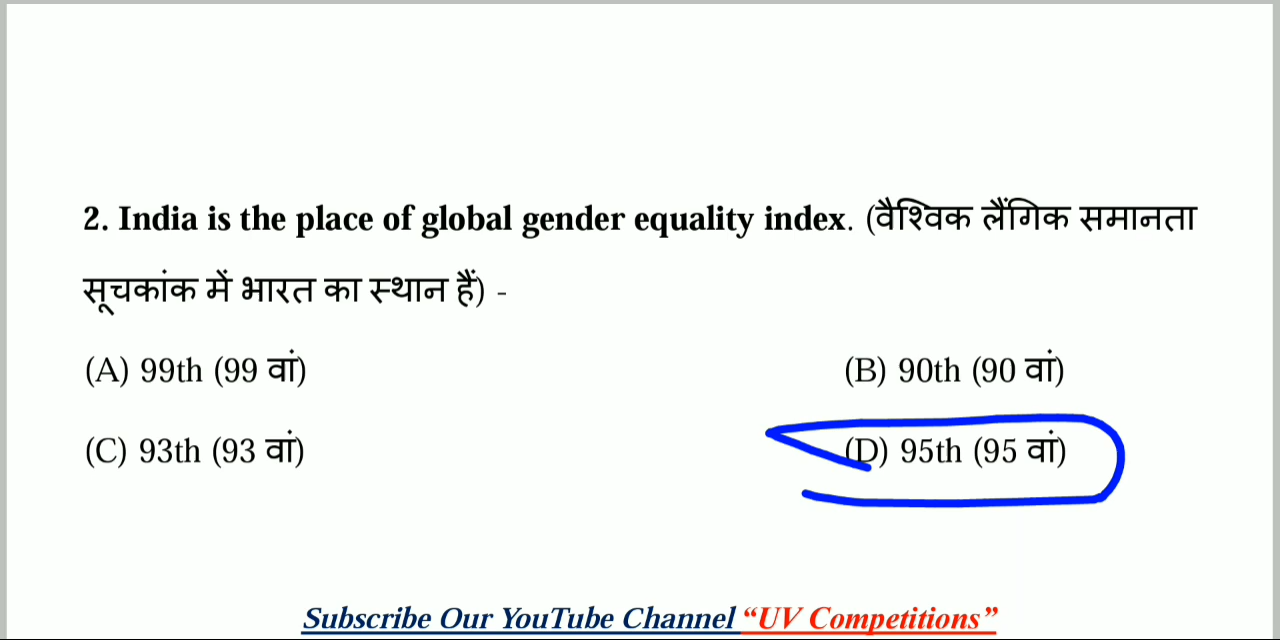 2. India is the place of global gender equality index. (वैश्विक लैंगिक समानता
सूचकांक में भारत का स्थान हैं) -
(A) 99th (99 वां)
(B) 90th (90 वां)
(C) 93th (93 वां)
(D) 95th (95 वां)
Subscribe Our YouTube Channel “UV Competitions”